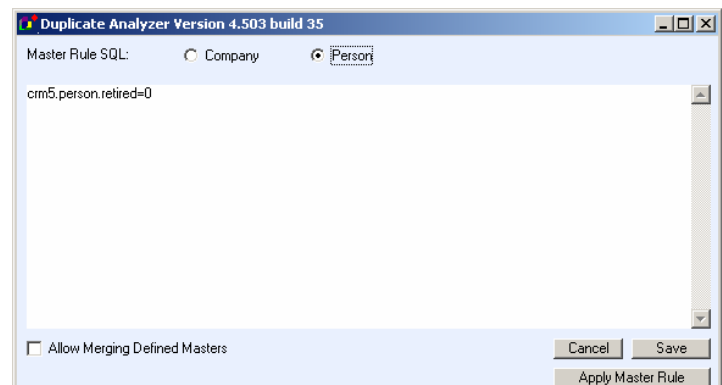 Duplicate Analyzer Version 4.503 build 35
Master Rule SQL: Company Person
crm5.person.retired=0
Allow Merging Defined Masters Cancel Save
Apply Master Rule